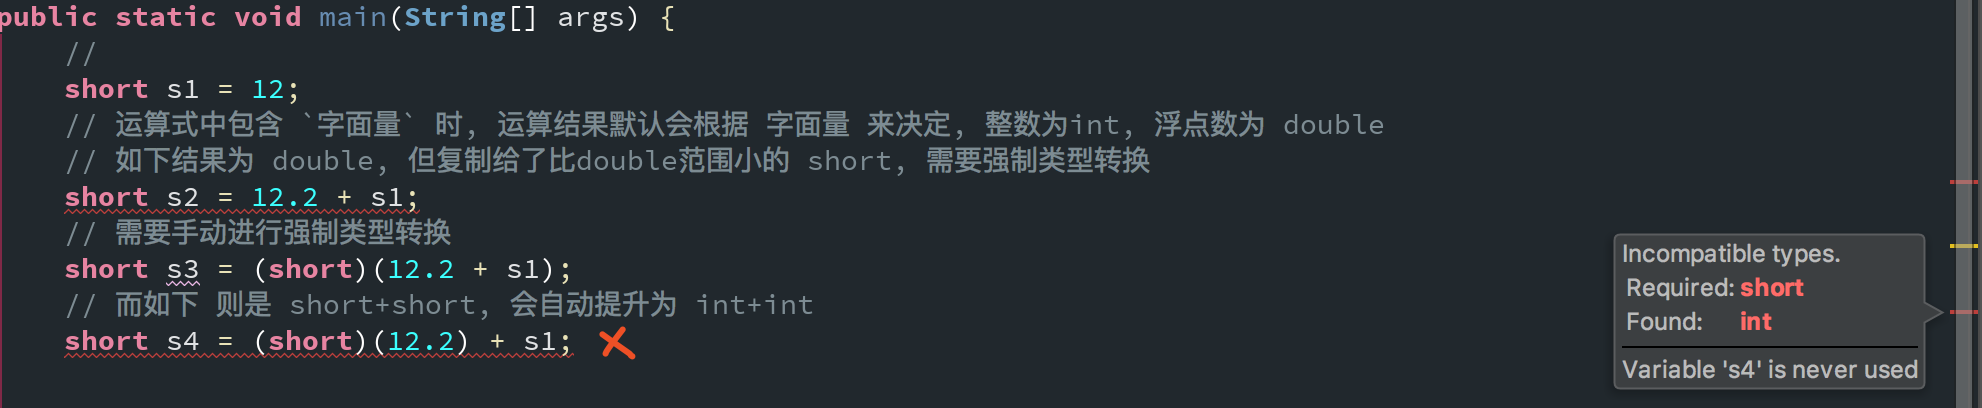 public static void main(String[] args) {
//
short s1 = 12;
// 运算式中包含 `字面量` 时, 运算结果默认会根据 字面量 来决定, 整数为int, 浮点数为 double
// 如下结果为 double, 但复制给了比double范围小的 short, 需要强制类型转换
short s2 = 12.2 + s1;
// 需要手动进行强制类型转换
short s3 = (short)(12.2 + s1);
// 而如下 则是 short+short, 会自动提升为 int+int
short s4 = (short)(12.2) + s1;
Incompatible types.
Required: short
Found: int
Variable 's4' is never used